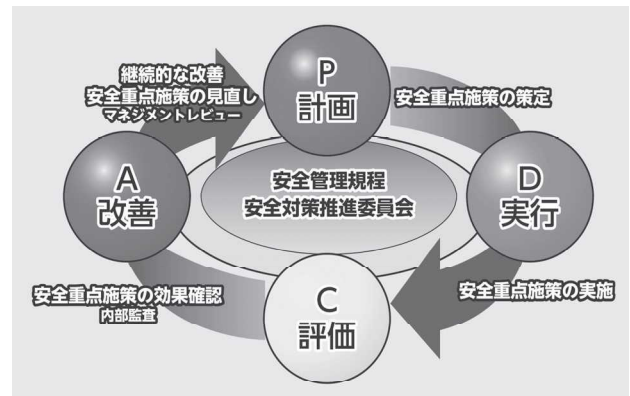 P
計画
安全重点施策の策定
D
実行
安全重点施策の実施
C
評価
安全重点施策の効果確認
内部監査
A
改善
継続的な改善
安全重点施策の見直し
マネジメントレビュー
安全管理規程
安全対策推進委員会